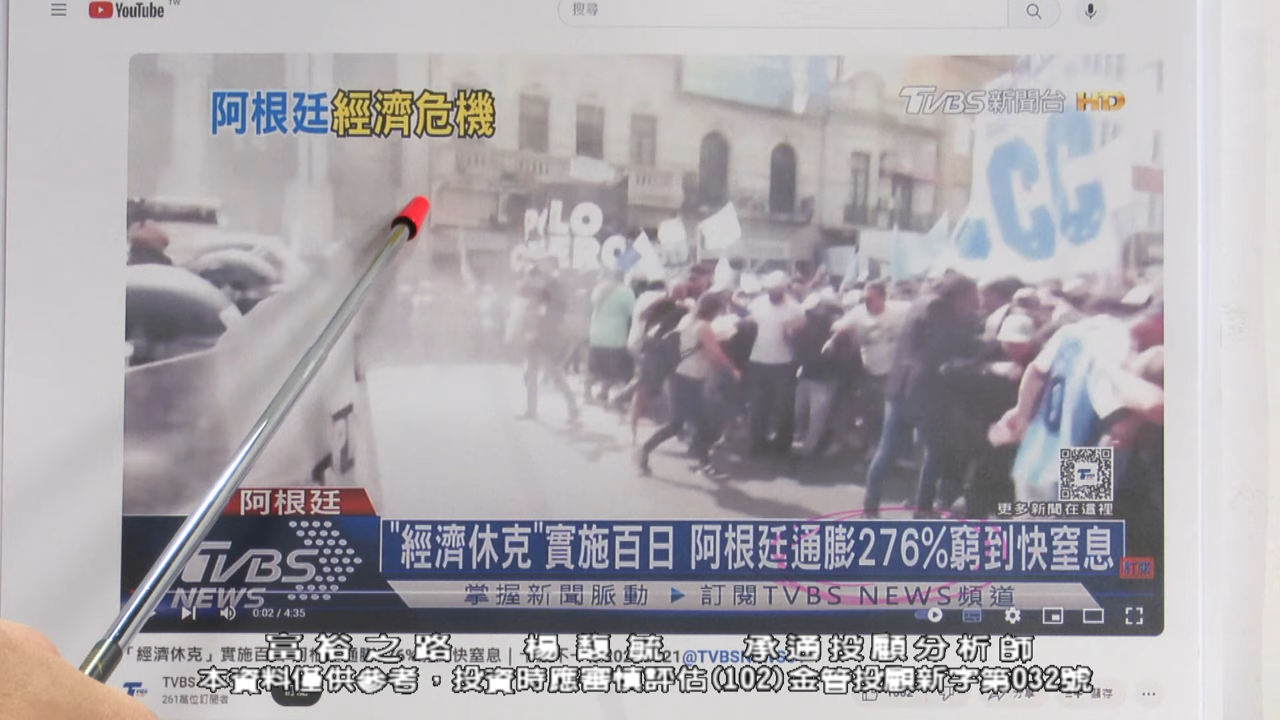 YouTube TW
搜尋
阿根廷經濟危機
TVBS新聞台 HD
LO
CC
更多新聞在這裡
阿根廷
"經濟休克"實施百日 阿根廷通膨276%窮到快窒息
訂閱
TVBS
NEWS
掌握新聞脈動 ▶ 訂閱TVBS NEWS頻道
0:02 / 4:35
富裕之路 楊馥毓 承通投顧分析師
本資料僅供參考，投資時應審慎評估(102)金管投顧新字第032號
261萬位訂閱者